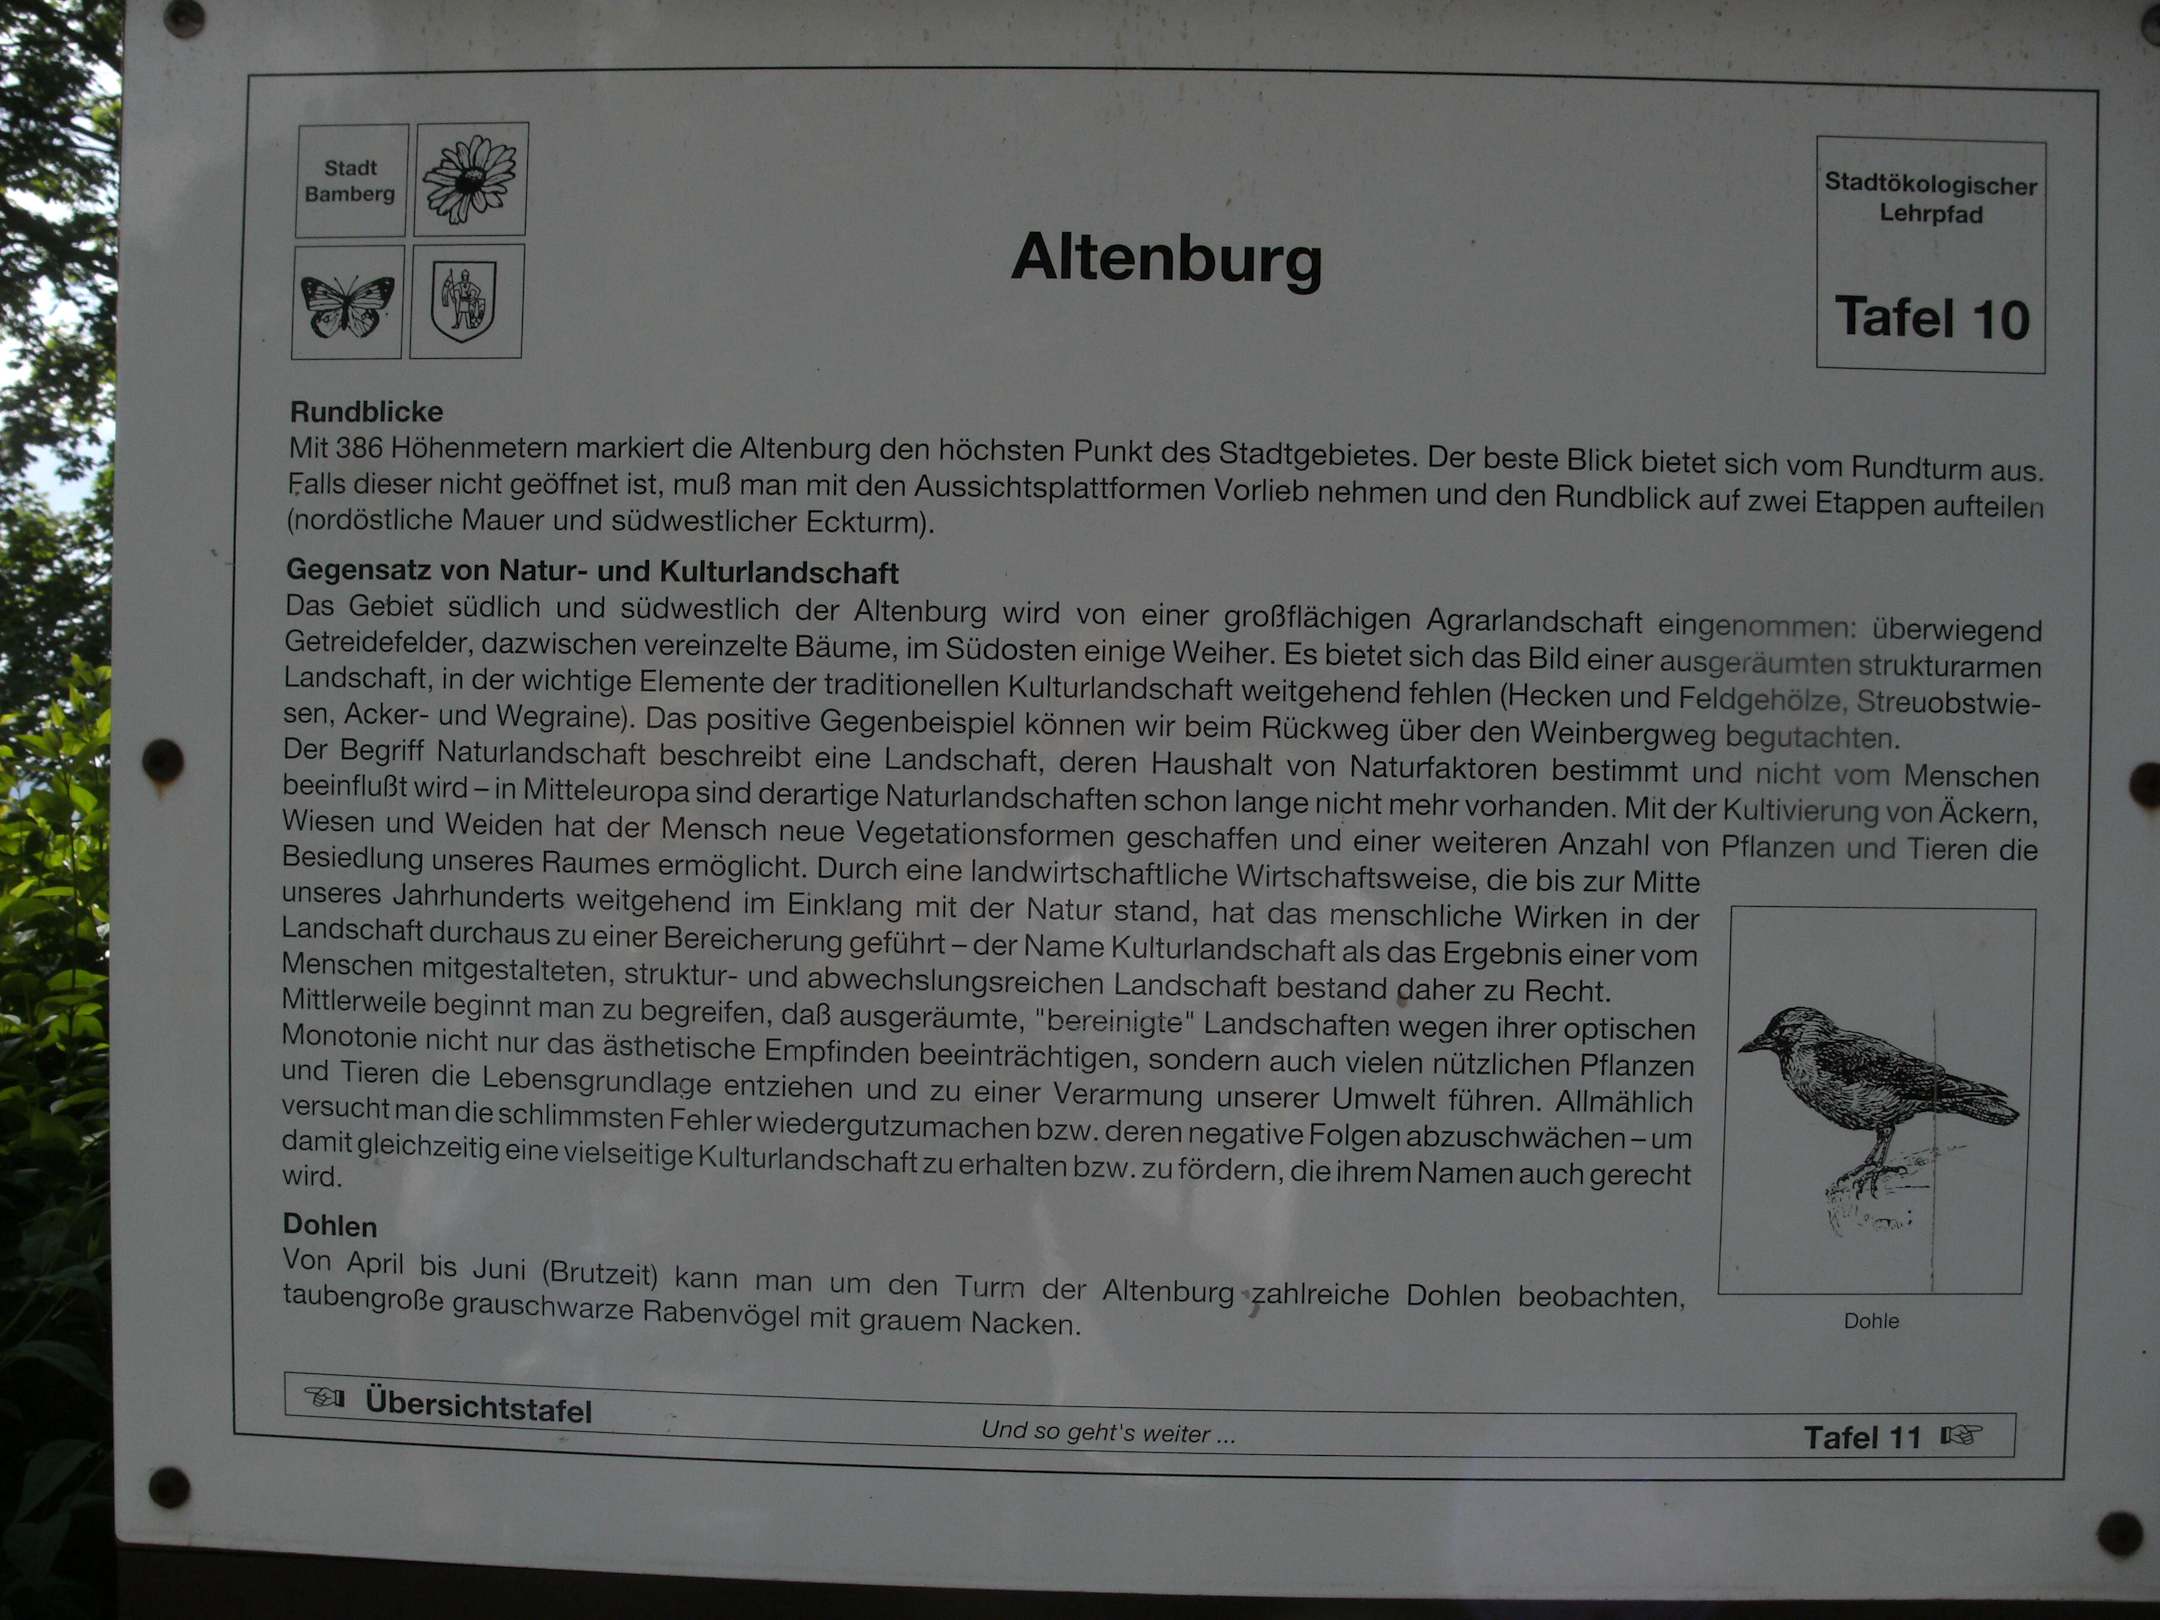 Stadt
Bamberg
Stadtökologischer
Lehrpfad
Altenburg
Tafel 10
Rundblicke
Mit 386 Höhenmetern markiert die Altenburg den höchsten Punkt des Stadtgebietes. Der beste Blick bietet sich vom Rundturm aus.
Falls dieser nicht geöffnet ist, muß man mit den Aussichtsplattformen Vorlieb nehmen und den Rundblick auf zwei Etappen aufteilen
(nordöstliche Mauer und südwestlicher Eckturm).
Gegensatz von Natur- und Kulturlandschaft
Das Gebiet südlich und südwestlich der Altenburg wird von einer großflächigen Agrarlandschaft eingenommen: überwiegend
Getreidefelder, dazwischen vereinzelte Bäume, im Südosten einige Weiher. Es bietet sich das Bild einer ausgeräumten strukturarmen
Landschaft, in der wichtige Elemente der traditionellen Kulturlandschaft weitgehend fehlen (Hecken und Feldgehölze, Streuobstwie-
sen, Acker- und Wegraine). Das positive Gegenbeispiel können wir beim Rückweg über den Weinbergweg begutachten.
Der Begriff Naturlandschaft beschreibt eine Landschaft, deren Haushalt von Naturfaktoren bestimmt und nicht vom Menschen
beeinflußt wird – in Mitteleuropa sind derartige Naturlandschaften schon lange nicht mehr vorhanden. Mit der Kultivierung von Äckern,
Wiesen und Weiden hat der Mensch neue Vegetationsformen geschaffen und einer weiteren Anzahl von Pflanzen und Tieren die
Besiedlung unseres Raumes ermöglicht. Durch eine landwirtschaftliche Wirtschaftsweise, die bis zur Mitte
unseres Jahrhunderts weitgehend im Einklang mit der Natur stand, hat das menschliche Wirken in der
Landschaft durchaus zu einer Bereicherung geführt – der Name Kulturlandschaft als das Ergebnis einer vom
Menschen mitgestalteten, struktur- und abwechslungsreichen Landschaft bestand daher zu Recht.
Mittlerweile beginnt man zu begreifen, daß ausgeräumte, "bereinigte" Landschaften wegen ihrer optischen
Monotonie nicht nur das ästhetische Empfinden beeinträchtigen, sondern auch vielen nützlichen Pflanzen
und Tieren die Lebensgrundlage entziehen und zu einer Verarmung unserer Umwelt führen. Allmählich
versucht man die schlimmsten Fehler wiedergutzumachen bzw. deren negative Folgen abzuschwächen – um
damit gleichzeitig eine vielseitige Kulturlandschaft zu erhalten bzw. zu fördern, die ihrem Namen auch gerecht
wird.
Dohlen
Von April bis Juni (Brutzeit) kann man um den Turm der Altenburg zahlreiche Dohlen beobachten,
taubengroße grauschwarze Rabenvögel mit grauem Nacken.
Dohle
Übersichtstafel
Und so geht's weiter ...
Tafel 11